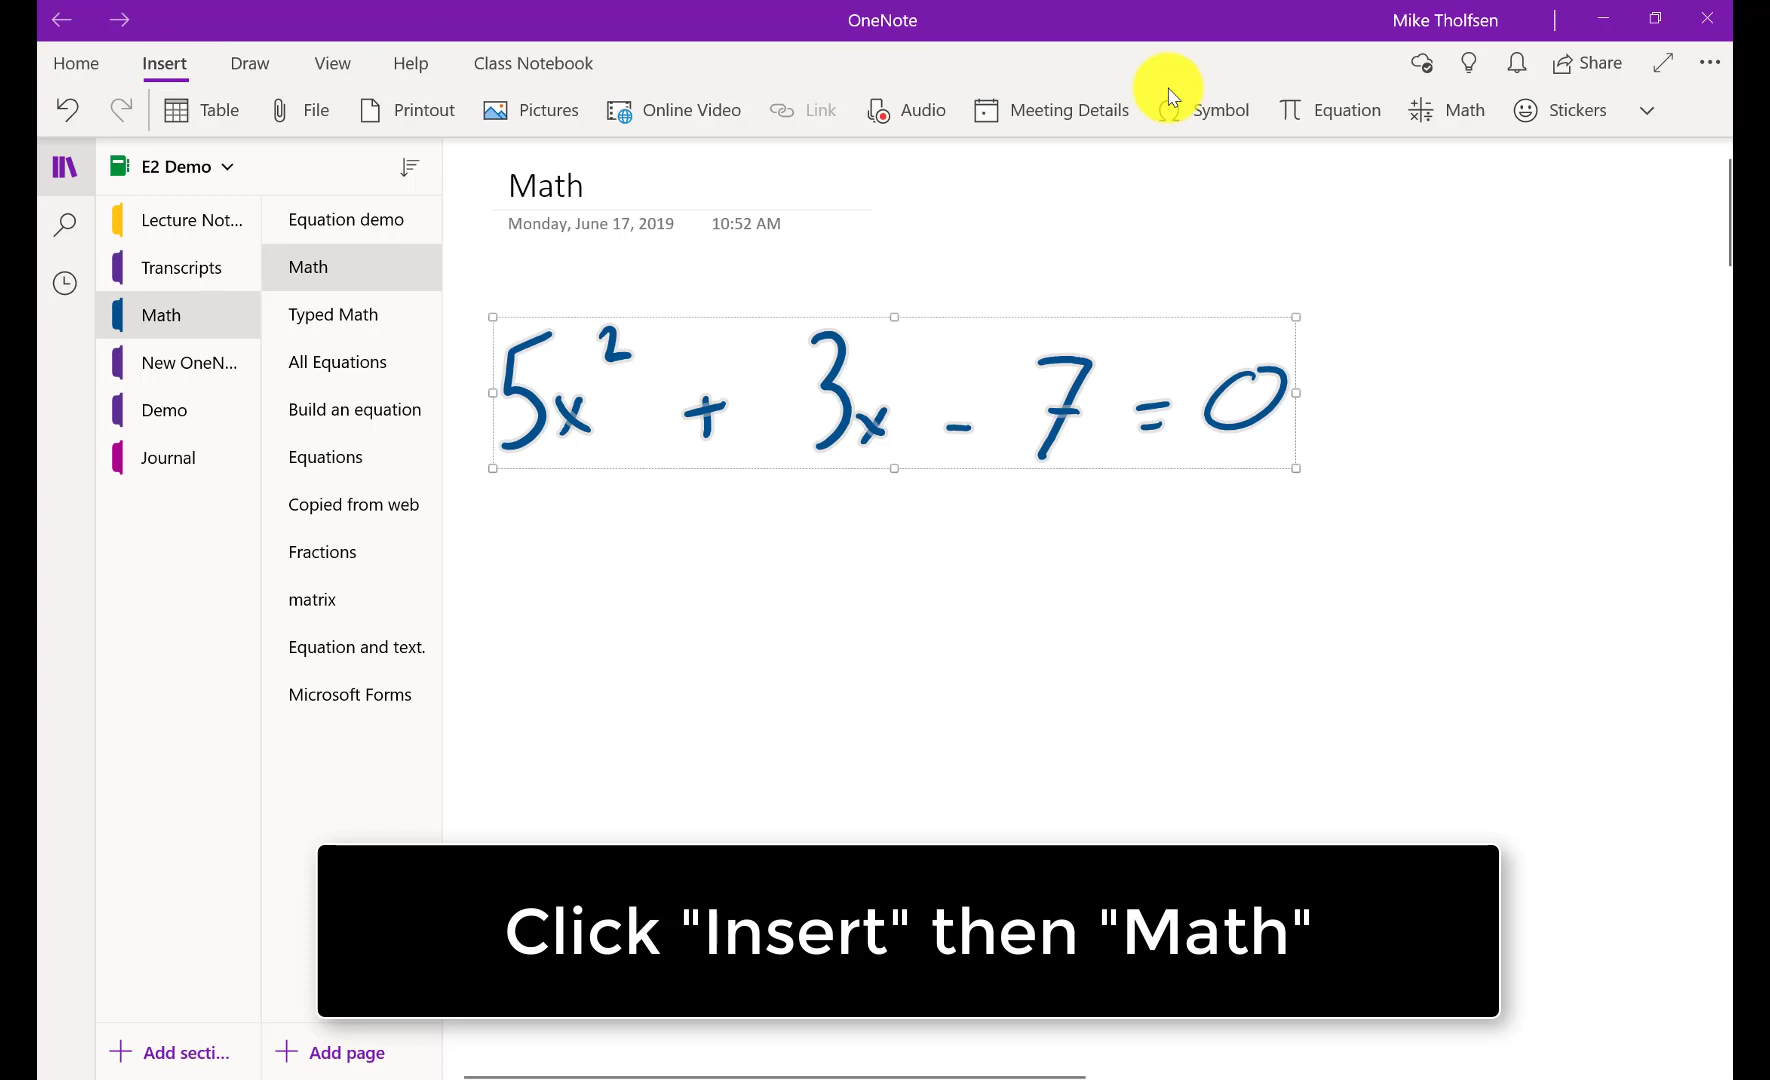 OneNote
Mike Tholfsen
Home Insert Draw View Help Class Notebook
Share
Table File Printout Pictures Online Video Link Audio Meeting Details Symbol Equation Math Stickers
E2 Demo
Lecture Not...
Transcripts
Math
New OneN...
Demo
Journal
Equation demo
Math
Typed Math
All Equations
Build an equation
Equations
Copied from web
Fractions
matrix
Equation and text.
Microsoft Forms
Math
Monday, June 17, 2019 10:52 AM
5x² + 3x - 7 = 0
Click "Insert" then "Math"
Add secti...
Add page